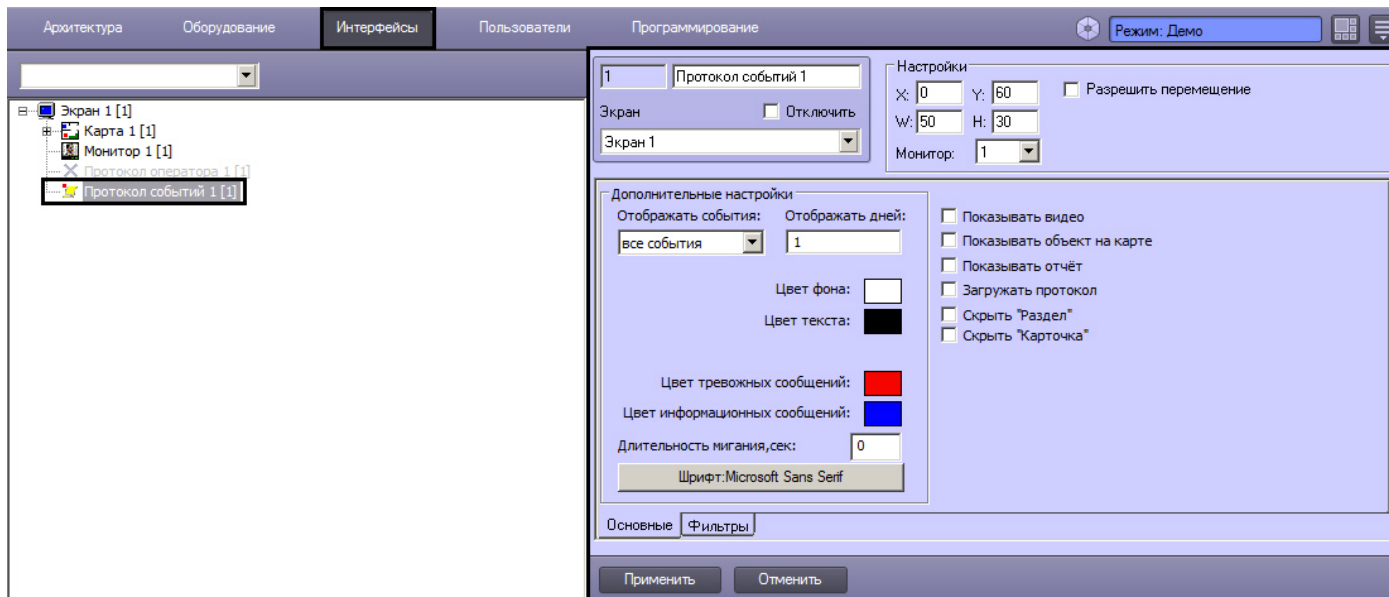 Архитектура Оборудование Интерфейсы Пользователи Программирование Режим: Демо
Экран 1 [1]
Карта 1 [1]
Монитор 1 [1]
Протокол оператора 1 [1]
Протокол событий 1 [1]
1 Протокол событий 1
Экран Отключить
Экран 1
Настройки
X: 0 Y: 60 Разрешить перемещение
W: 50 H: 30
Монитор: 1
Дополнительные настройки
Отображать события: Отображать дней:
все события 1
Цвет фона:
Цвет текста:
Цвет тревожных сообщений:
Цвет информационных сообщений:
Длительность мигания,сек: 0
Шрифт:Microsoft Sans Serif
Показывать видео
Показывать объект на карте
Показывать отчёт
Загружать протокол
Скрыть "Раздел"
Скрыть "Карточка"
Основные Фильтры
Применить Отменить